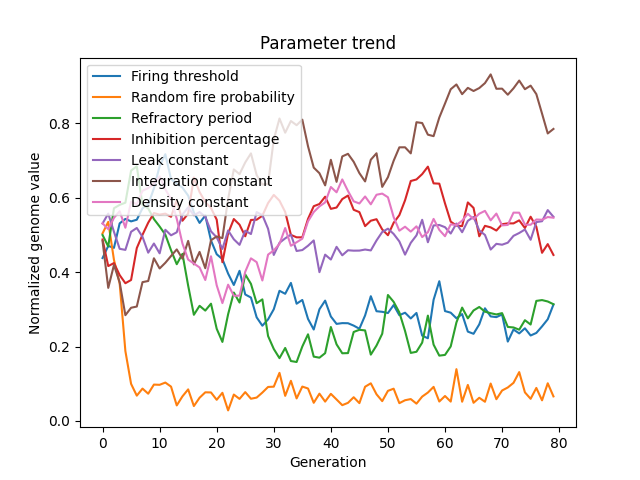 Parameter trend
Firing threshold
Random fire probability
Refractory period
Inhibition percentage
Leak constant
Integration constant
Density constant
0.8
0.6
0.4
0.2
0.0
Normalized genome value
0 10 20 30 40 50 60 70 80
Generation